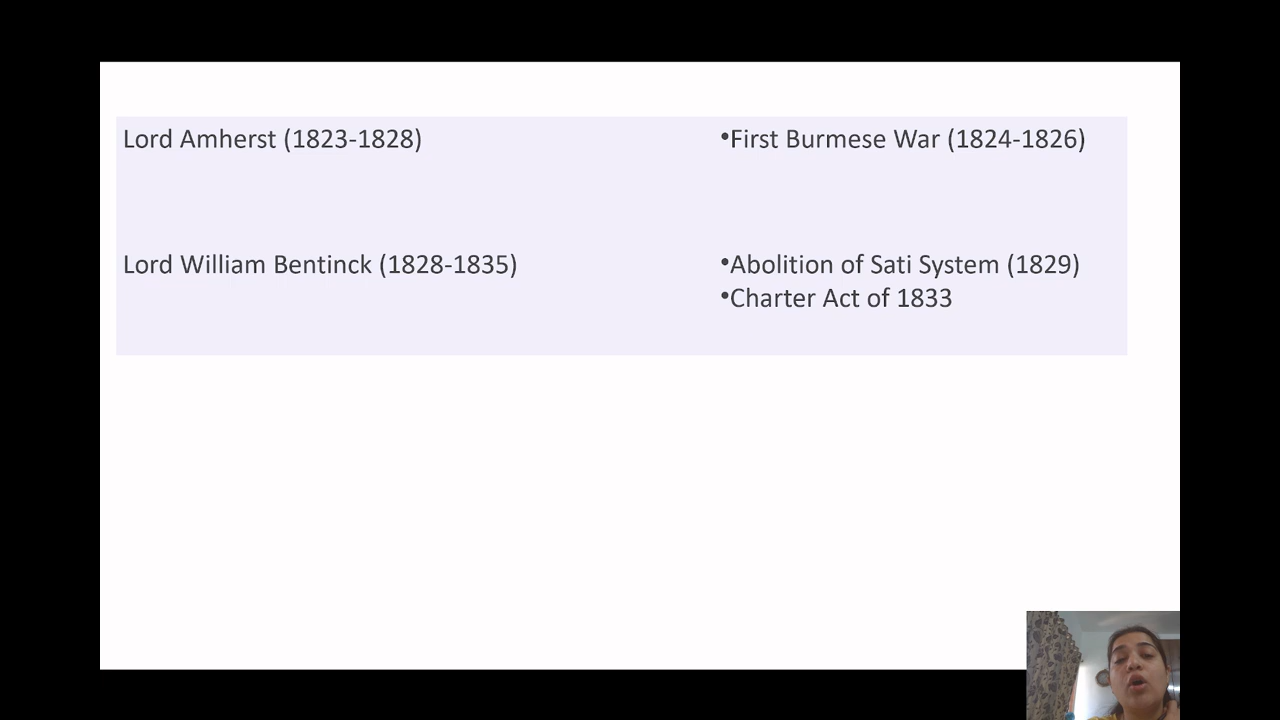 Lord Amherst (1823-1828)
•First Burmese War (1824-1826)
Lord William Bentinck (1828-1835)
•Abolition of Sati System (1829)
•Charter Act of 1833